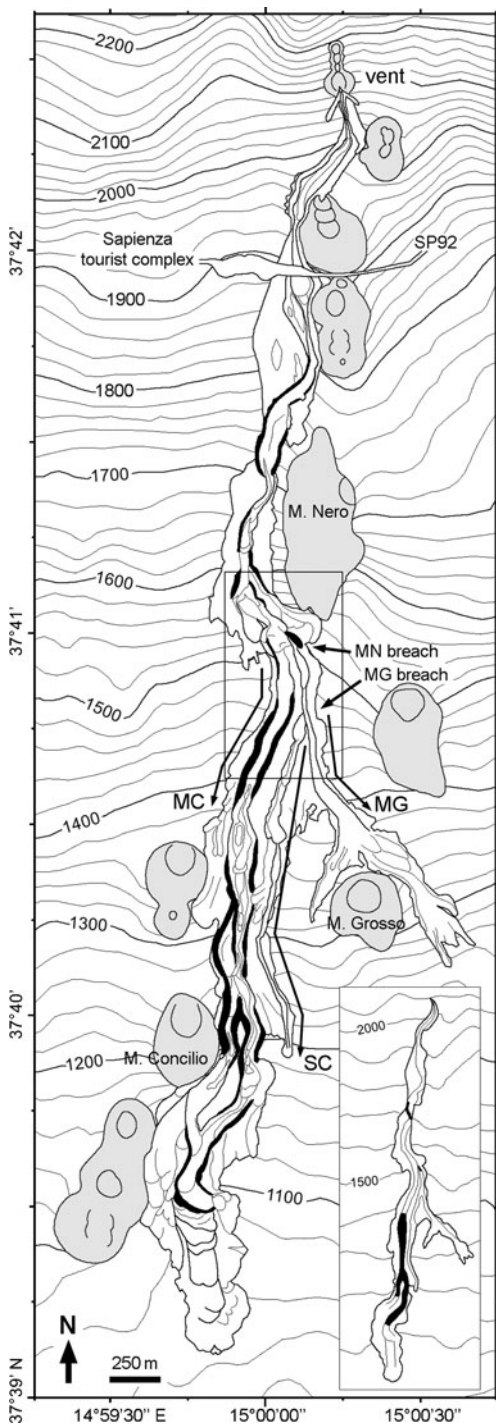 2200
vent
2100
2000
37°42'
Sapienza
tourist complex
SP92
1900
1800
1700
M. Nero
1600
37°41'
MN breach
MG breach
1500
MC
MG
1400
M. Grosso
1300
37°40'
2000
1200
M. Concilio
SC
1500
1100
N
250 m
37°39' N
14°59'30'' E
15°00'00''
15°00'30''